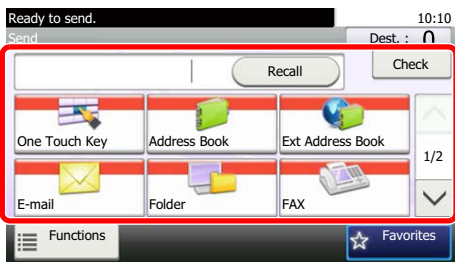 Ready to send. 10:10
Send Dest. : 0
Recall Check
One Touch Key Address Book Ext Address Book
1/2
E-mail Folder FAX
Functions Favorites